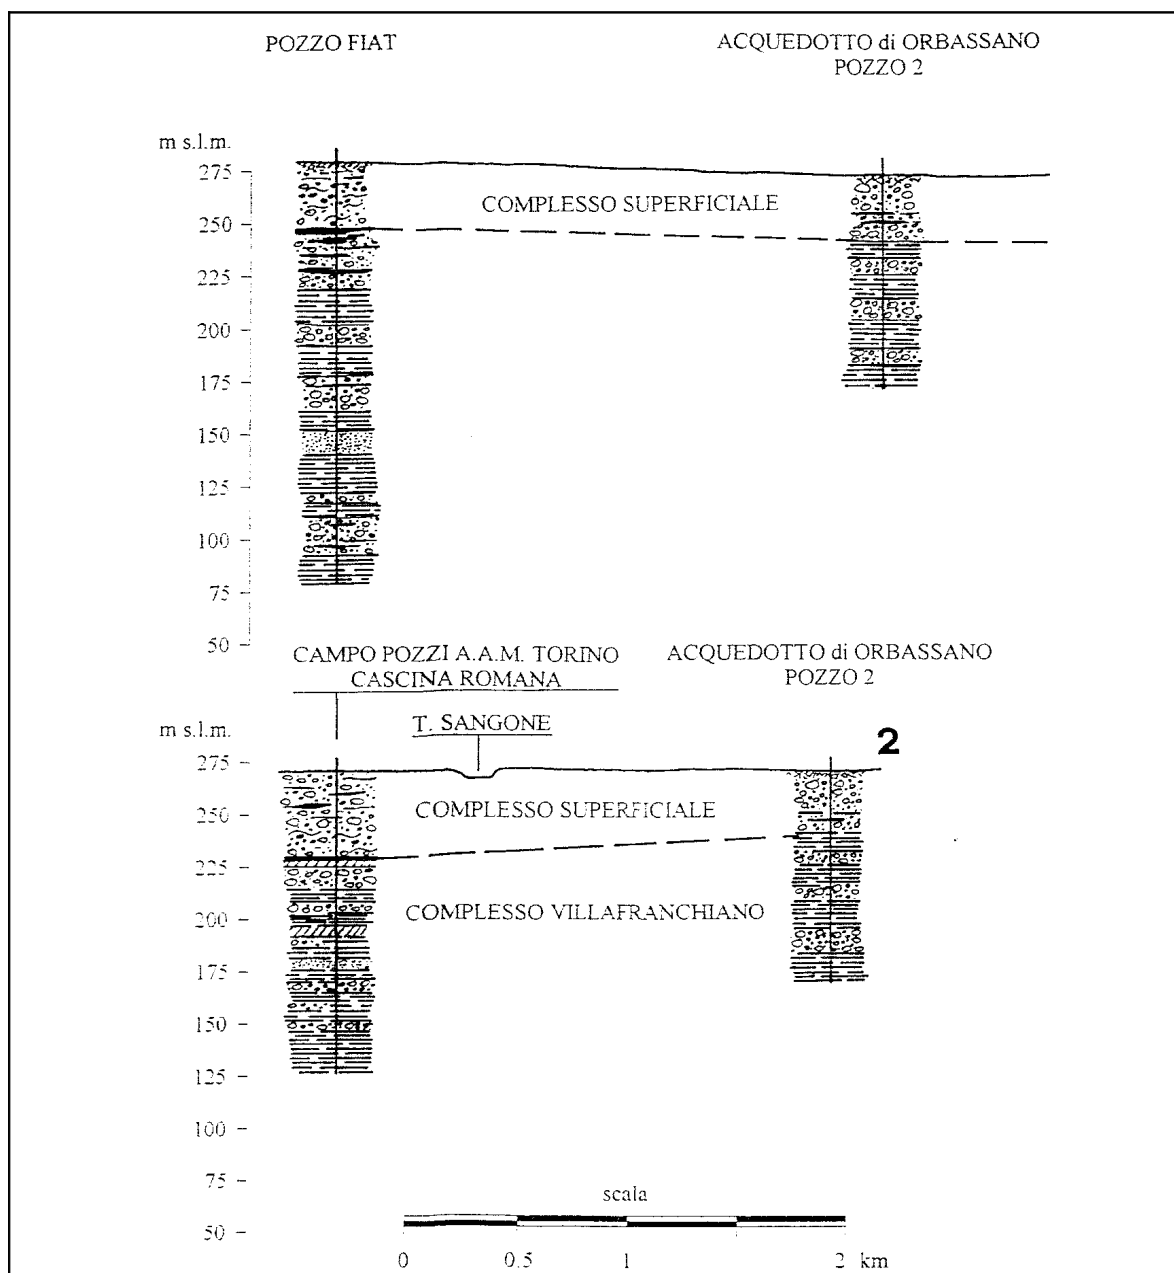 POZZO FIAT
ACQUEDOTTO di ORBASSANO
POZZO 2
m s.l.m.
275
250
225
200
175
150
125
100
75
50
COMPLESSO SUPERFICIALE
CAMPO POZZI A.A.M. TORINO
CASCINA ROMANA
T. SANGONE
ACQUEDOTTO di ORBASSANO
POZZO 2
2
m s.l.m.
275
250
225
200
175
150
125
100
75
50
COMPLESSO SUPERFICIALE
COMPLESSO VILLAFRANCHIANO
scala
0 0.5 1 2 km